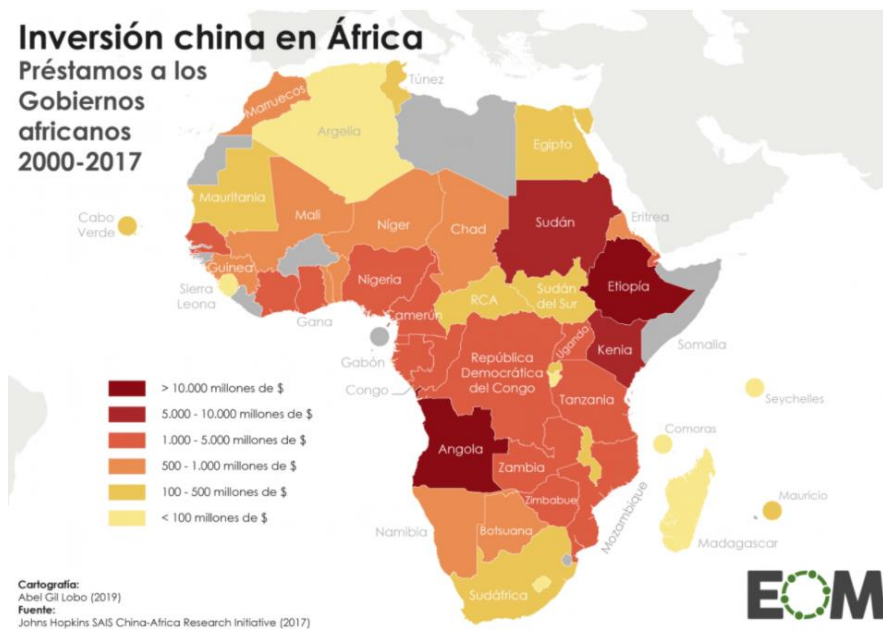 Inversión china en África
Préstamos a los
Gobiernos
africanos
2000-2017
Túnez
Marruecos
Argelia
Egipto
Mauritania
Cabo
Verde
Mali
Níger
Chad
Sudán
Eritrea
Guinea
Sierra
Leona
Nigeria
Gana
Camerún
RCA
Sudán
del Sur
Etiopía
Somalia
Gabón
Congo
República
Democrática
del Congo
Uganda
Kenia
Tanzania
Seychelles
Comoras
Angola
Zambia
Zimbabue
Mozambique
Mauricio
Madagascar
Namibia
Botsuana
Sudáfrica
> 10.000 millones de $
5.000 - 10.000 millones de $
1.000 - 5.000 millones de $
500 - 1.000 millones de $
100 - 500 millones de $
< 100 millones de $
Cartografía:
Abel Gil Lobo (2019)
Fuente:
Johns Hopkins SAIS China-Africa Research Initiative (2017)
EOM